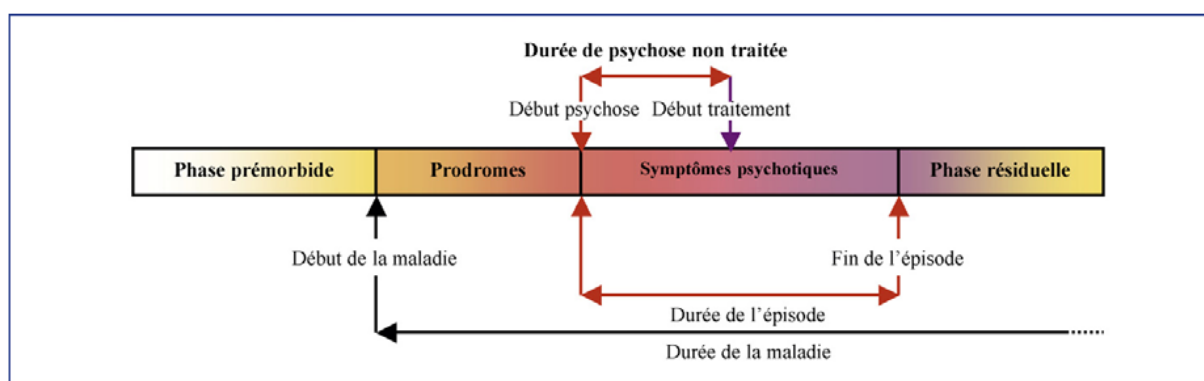 Durée de psychose non traitée
Début psychose Début traitement
Phase prémorbide Prodromes Symptômes psychotiques Phase résiduelle
Début de la maladie Fin de l'épisode
Durée de l'épisode
Durée de la maladie